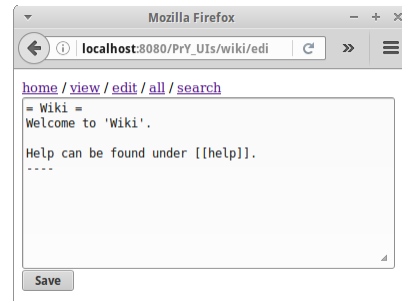 Mozilla Firefox
localhost:8080/PrY_UIs/wiki/edi
home / view / edit / all / search
= Wiki =
Welcome to 'Wiki'.
Help can be found under [[help]].
----
Save